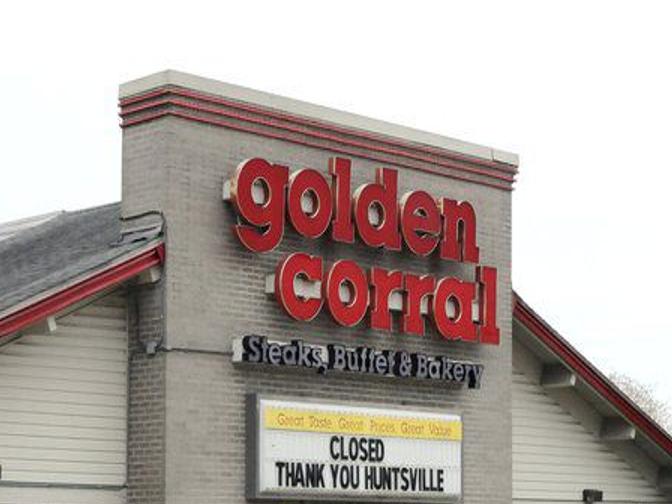 golden
corral
Steaks, Buffet & Bakery
Great Taste Great Prices, Great Value
CLOSED
THANK YOU HUNTSVILLE